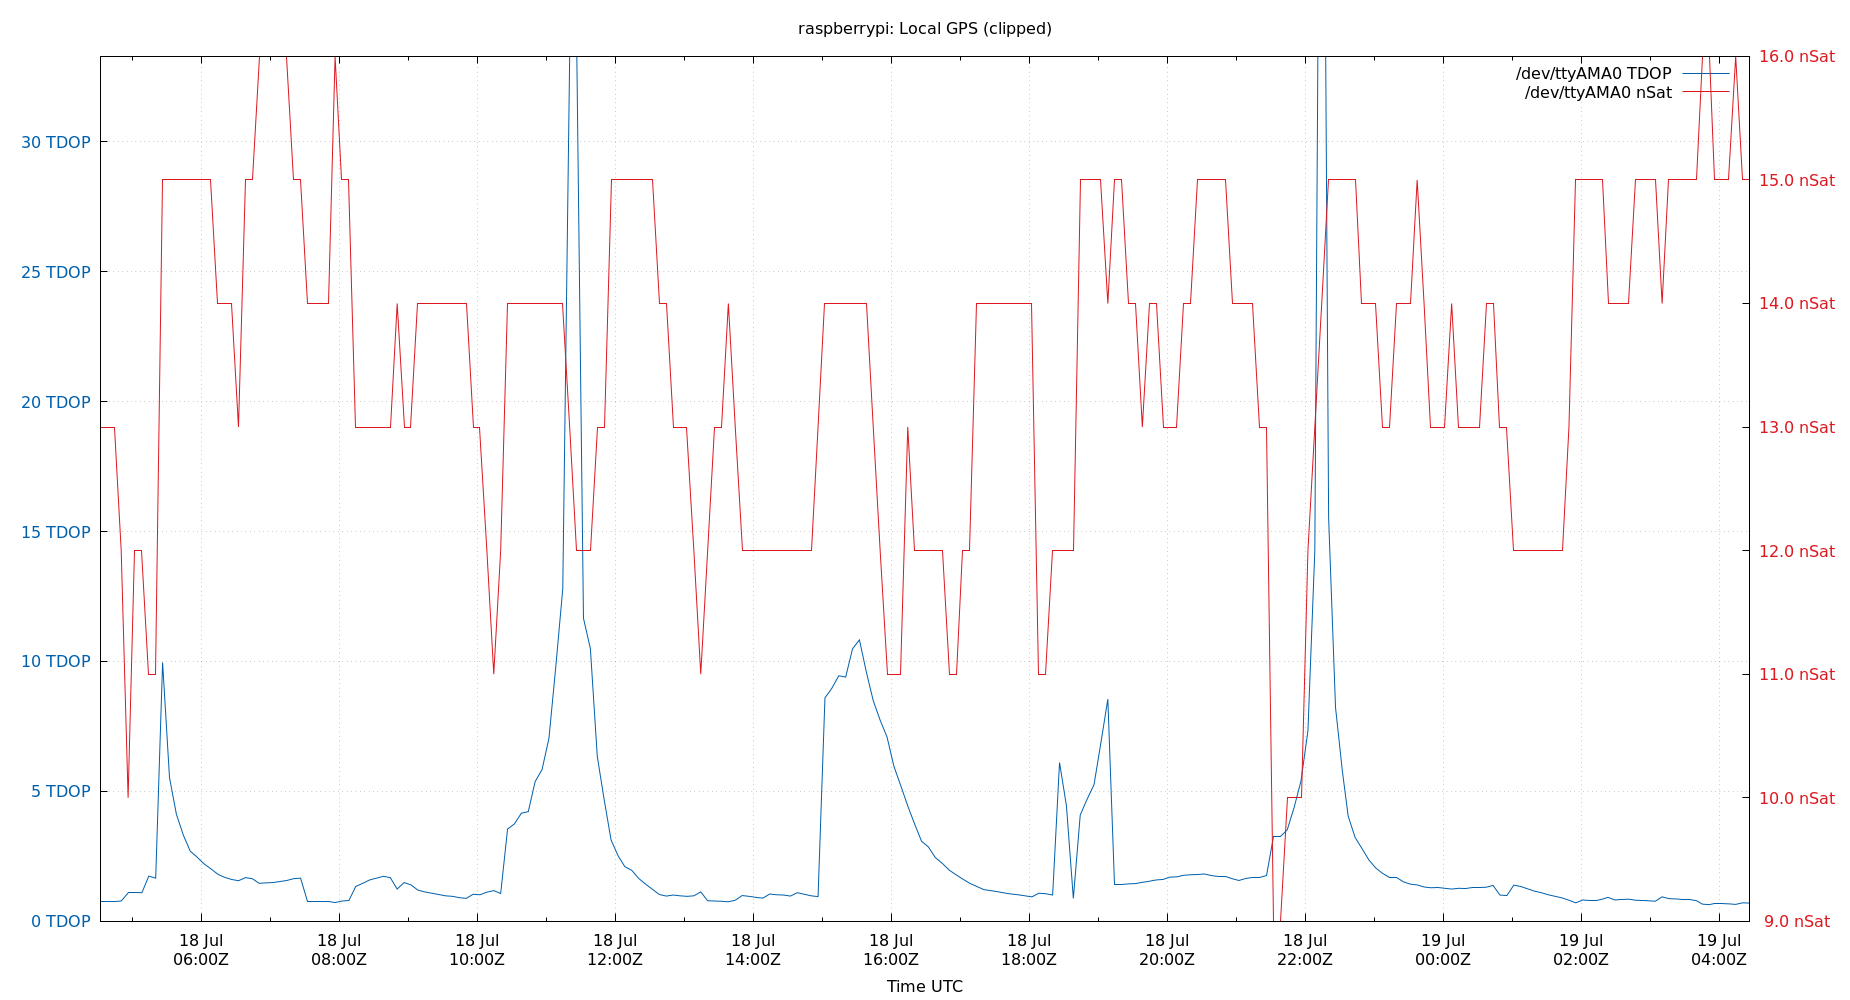 raspberrypi: Local GPS (clipped)
/dev/ttyAMA0 TDOP
/dev/ttyAMA0 nSat
30 TDOP
25 TDOP
20 TDOP
15 TDOP
10 TDOP
5 TDOP
0 TDOP
16.0 nSat
15.0 nSat
14.0 nSat
13.0 nSat
12.0 nSat
11.0 nSat
10.0 nSat
9.0 nSat
18 Jul
06:00Z
18 Jul
08:00Z
18 Jul
10:00Z
18 Jul
12:00Z
18 Jul
14:00Z
18 Jul
16:00Z
18 Jul
18:00Z
18 Jul
20:00Z
18 Jul
22:00Z
19 Jul
00:00Z
19 Jul
02:00Z
19 Jul
04:00Z
Time UTC